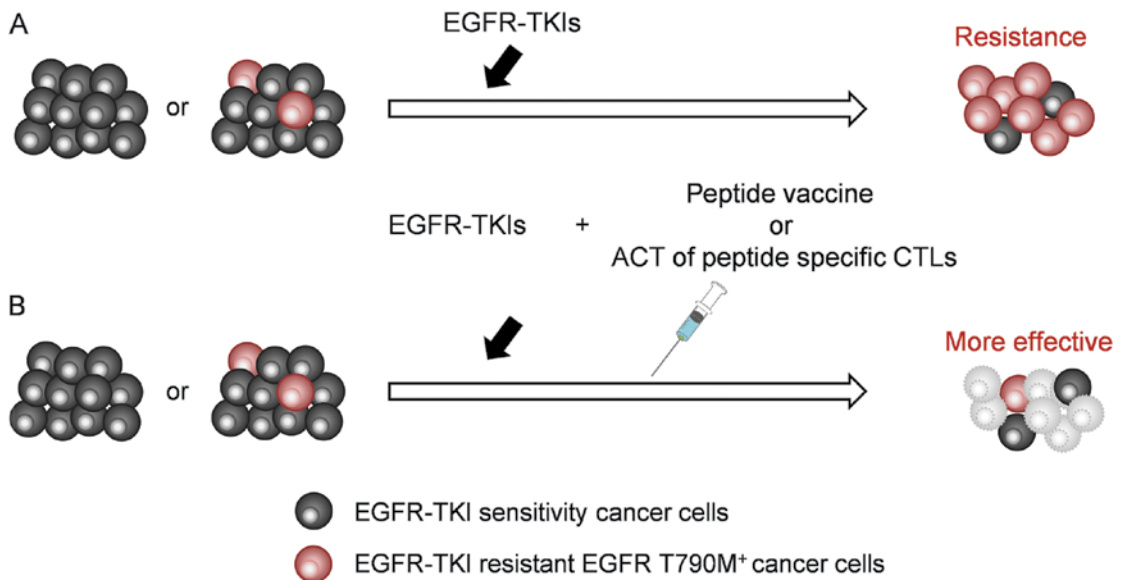 A
EGFR-TKIs
Resistance
or
EGFR-TKIs + Peptide vaccine
or
ACT of peptide specific CTLs
B
More effective
or
EGFR-TKI sensitivity cancer cells
EGFR-TKI resistant EGFR T790M⁺ cancer cells